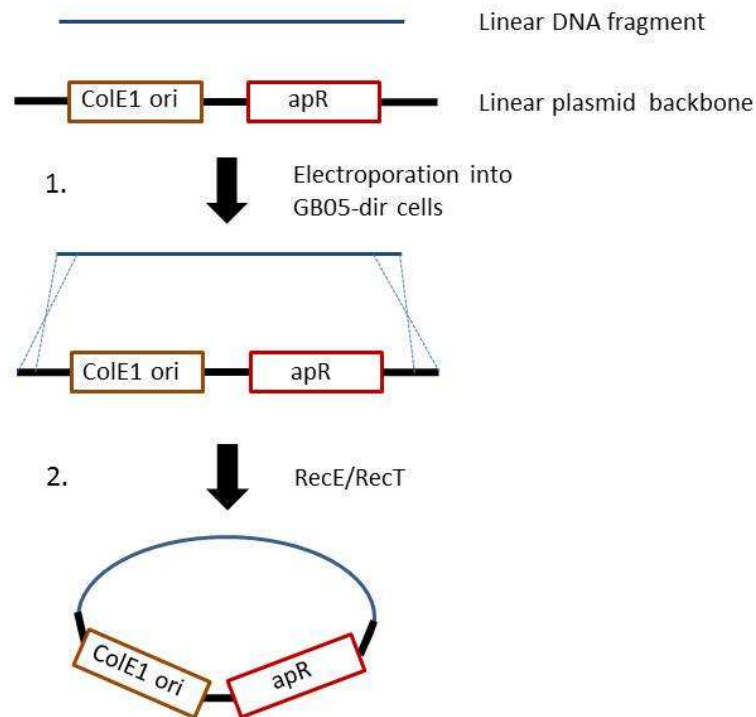 Linear DNA fragment
ColE1 ori
apR
Linear plasmid backbone
1.
Electroporation into
GB05-dir cells
ColE1 ori
apR
2.
RecE/RecT
ColE1 ori
apR